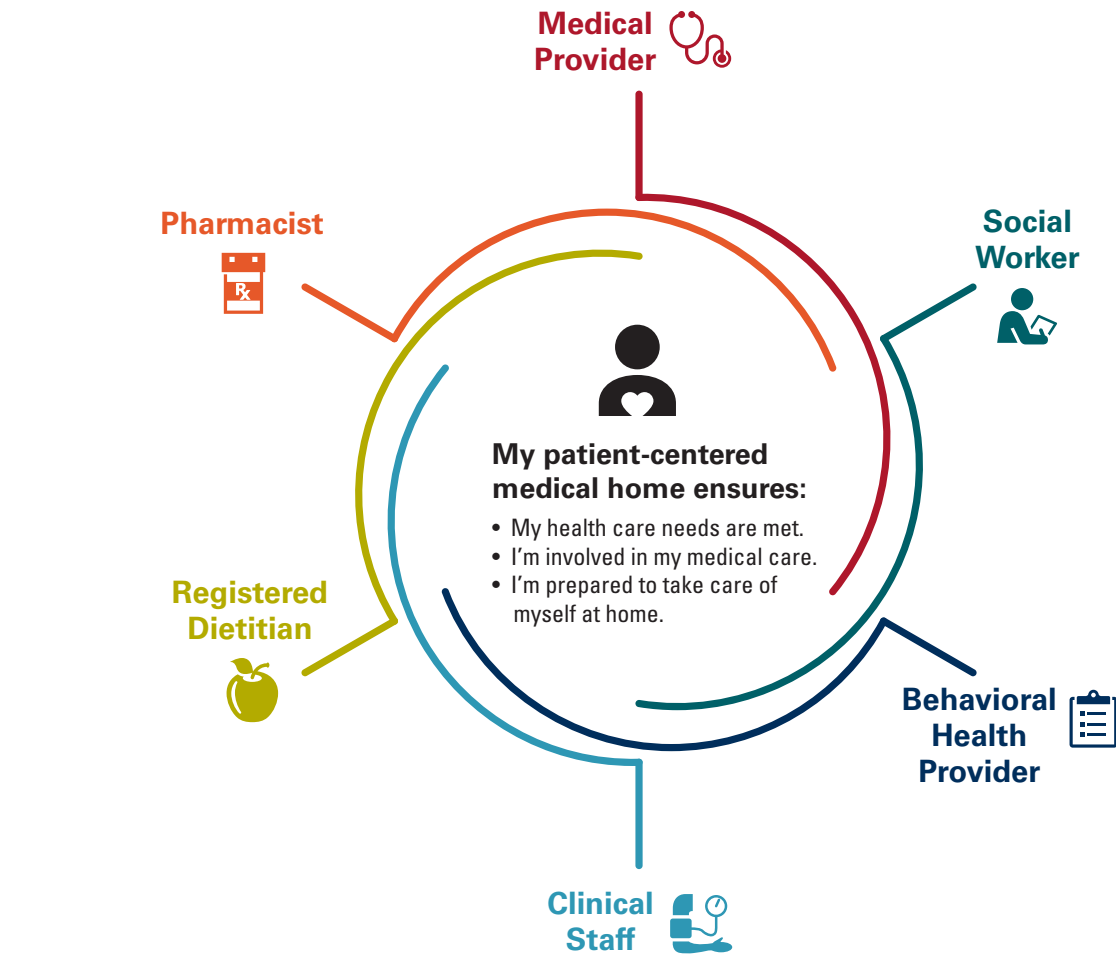 Medical
Provider
Pharmacist
Rx
Social
Worker
My patient-centered
medical home ensures:
• My health care needs are met.
• I'm involved in my medical care.
• I'm prepared to take care of
myself at home.
Registered
Dietitian
Behavioral
Health
Provider
Clinical
Staff